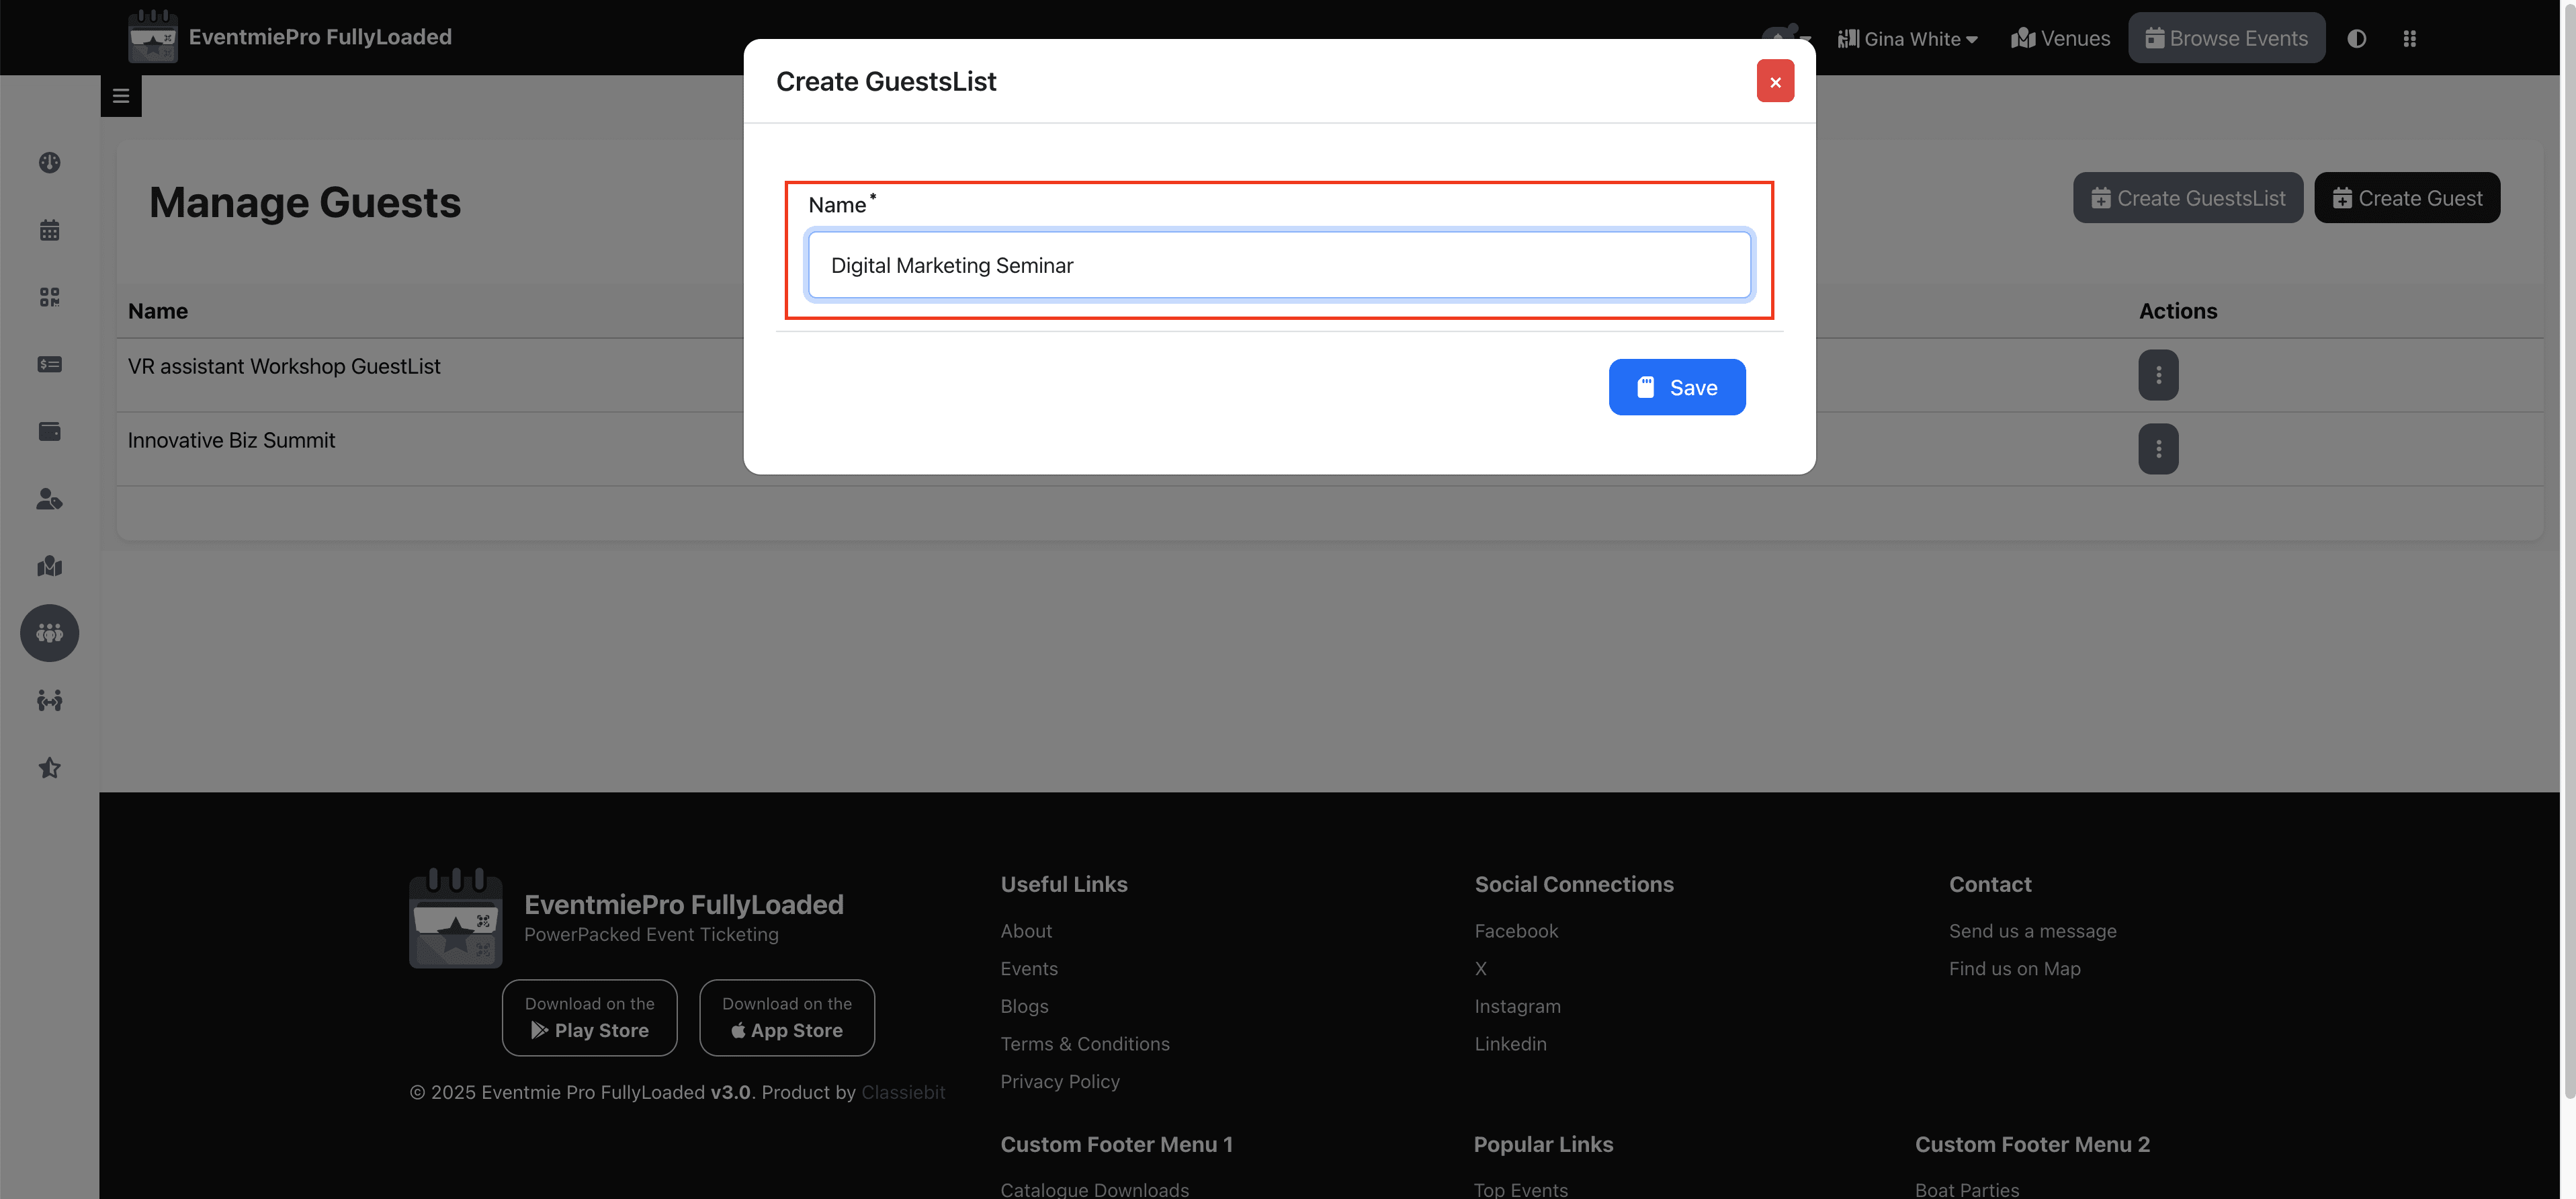 EventmiePro FullyLoaded
Gina White
Venues
Browse Events
Create GuestsList
Name*
Digital Marketing Seminar
Save
Manage Guests
Create GuestsList
Create Guest
Name
Actions
VR assistant Workshop GuestList
Innovative Biz Summit
EventmiePro FullyLoaded
PowerPacked Event Ticketing
Download on the
Play Store
Download on the
App Store
© 2025 Eventmie Pro FullyLoaded v3.0. Product by Classiebit
Useful Links
About
Events
Blogs
Terms & Conditions
Privacy Policy
Social Connections
Facebook
X
Instagram
Linkedin
Contact
Send us a message
Find us on Map
Custom Footer Menu 1
Catalogue Downloads
Popular Links
Top Events
Custom Footer Menu 2
Boat Parties